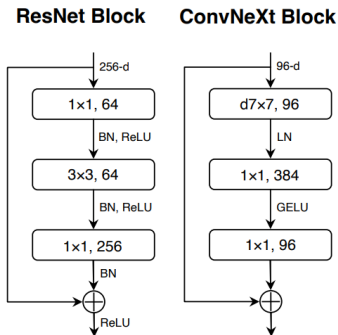 ResNet Block
256-d
1×1, 64
BN, ReLU
3×3, 64
BN, ReLU
1×1, 256
BN
ReLU
ConvNeXt Block
96-d
d7×7, 96
LN
1×1, 384
GELU
1×1, 96